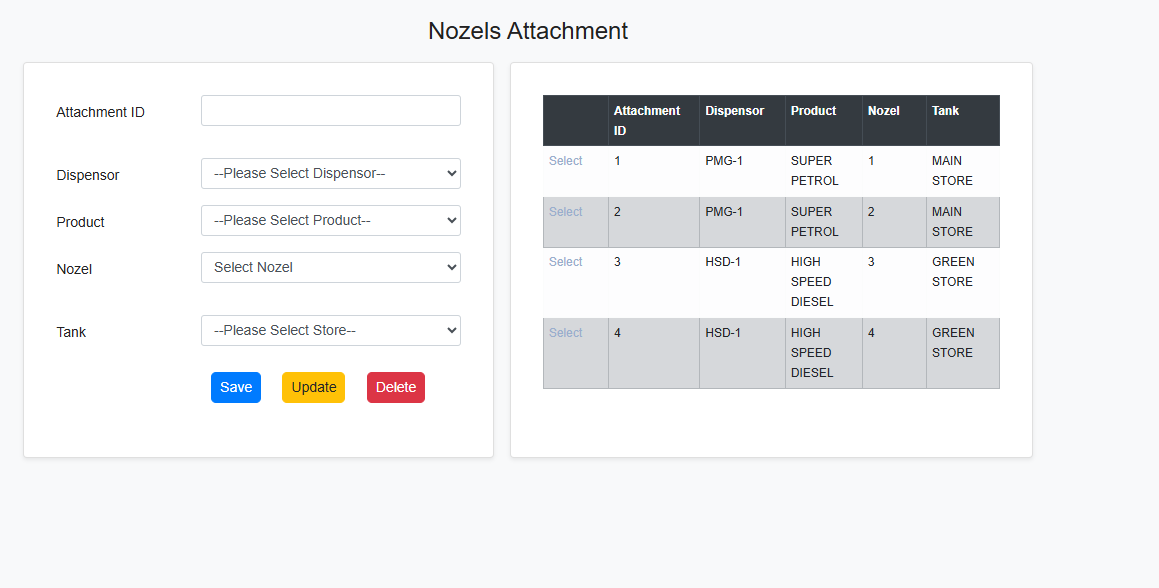 Nozels Attachment
Attachment ID
Dispensor
--Please Select Dispensor--
Product
--Please Select Product--
Nozel
Select Nozel
Tank
--Please Select Store--
Save Update Delete
Attachment Dispensor Product Nozel Tank
ID
Select 1 PMG-1 SUPER 1 MAIN
PETROL STORE
Select 2 PMG-1 SUPER 2 MAIN
PETROL STORE
Select 3 HSD-1 HIGH 3 GREEN
SPEED STORE
DIESEL
Select 4 HSD-1 HIGH 4 GREEN
SPEED STORE
DIESEL